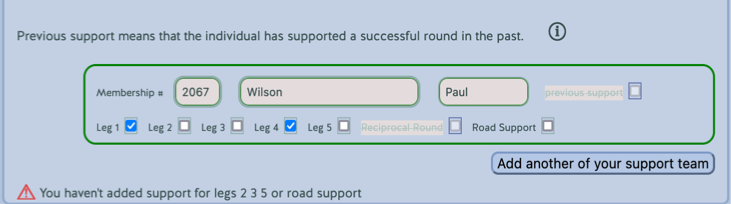 Previous support means that the individual has supported a successful round in the past.
Membership # 2067 Wilson Paul previous support
Leg 1 Leg 2 Leg 3 Leg 4 Leg 5 Reciprocal Round Road Support
Add another of your support team
You haven't added support for legs 2 3 5 or road support